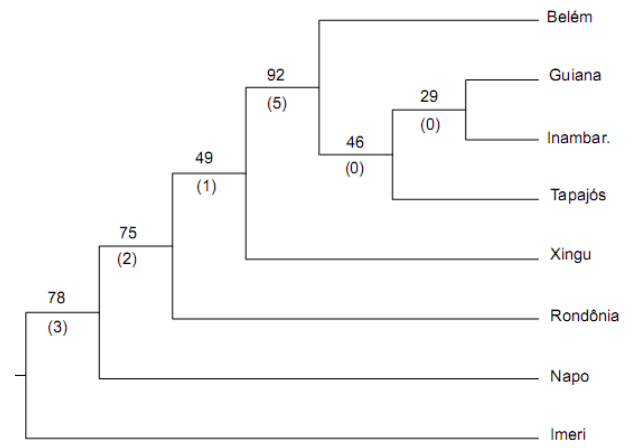 Belém
92
(5)
Guiana
29
(0)
46
(0)
Inambar.
49
(1)
Tapajós
75
(2)
Xingu
78
(3)
Rondônia
Napo
Imeri